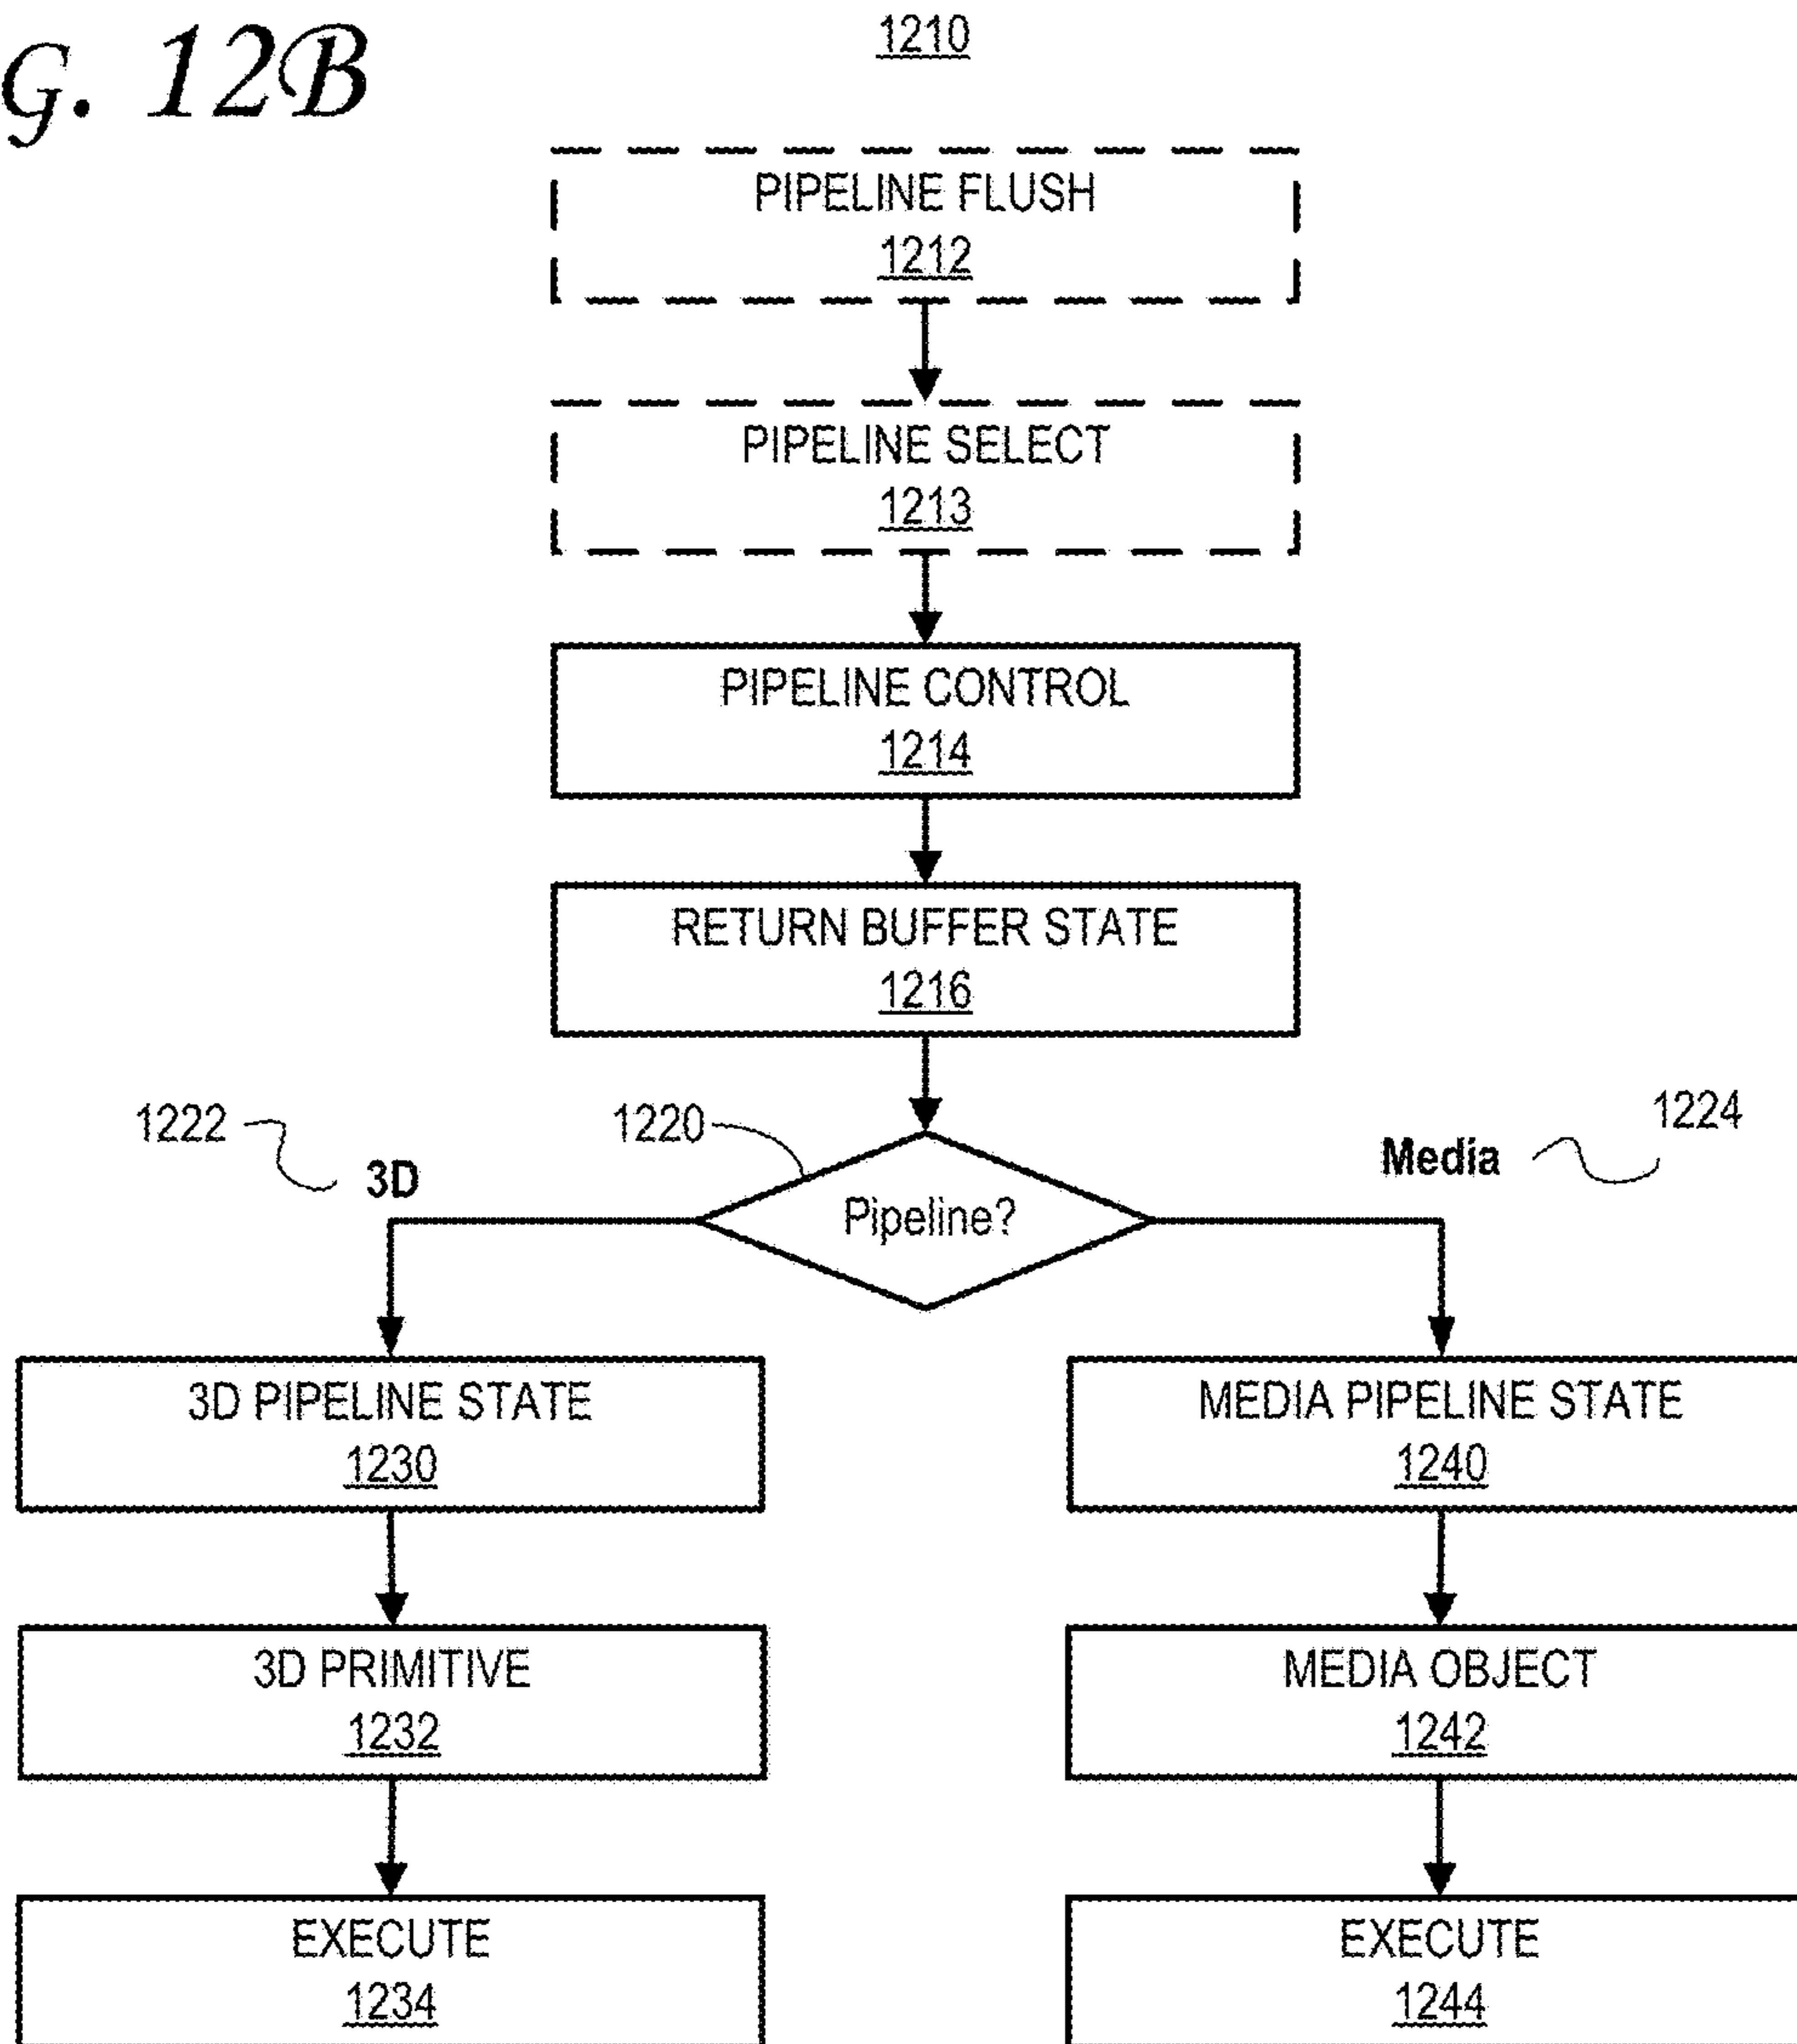 G. 12B
1210
PIPELINE FLUSH
1212
PIPELINE SELECT
1213
PIPELINE CONTROL
1214
RETURN BUFFER STATE
1216
1222
3D
1220
Pipeline?
Media
1224
3D PIPELINE STATE
1230
MEDIA PIPELINE STATE
1240
3D PRIMITIVE
1232
MEDIA OBJECT
1242
EXECUTE
1234
EXECUTE
1244